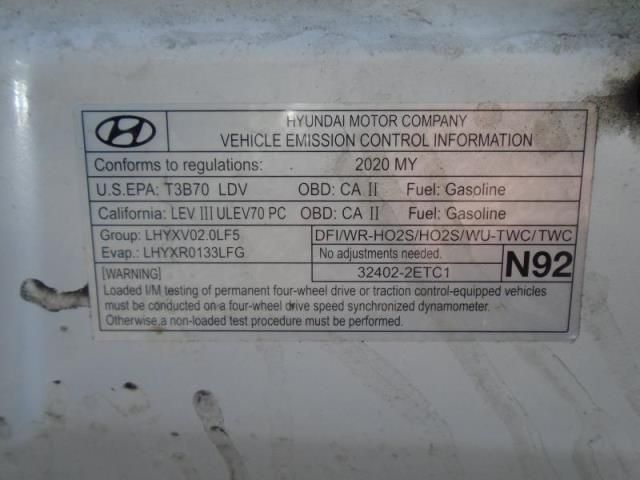 HYUNDAI MOTOR COMPANY
VEHICLE EMISSION CONTROL INFORMATION
Conforms to regulations: 2020 MY
U.S.EPA: T3B70 LDV OBD: CA II Fuel: Gasoline
California: LEV III ULEV70 PC OBD: CA II Fuel: Gasoline
Group: LHYXV02.0LF5 DFI/WR-HO2S/HO2S/WU-TWC/TWC
Evap.: LHYXR0133LFG No adjustments needed. N92
[WARNING] 32402-2ETC1
Loaded I/M testing of permanent four-wheel drive or traction control-equipped vehicles
must be conducted on a four-wheel drive speed synchronized dynamometer.
Otherwise,a non-loaded test procedure must be performed.